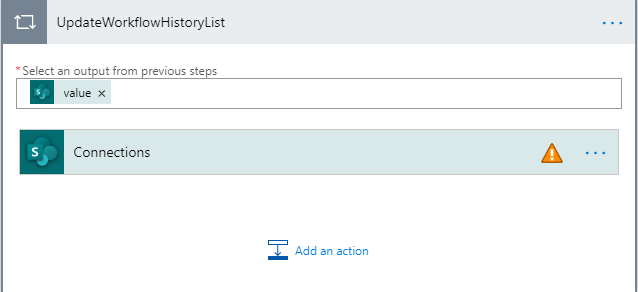 UpdateWorkflowHistoryList
* Select an output from previous steps
S value ×
S Connections
Add an action